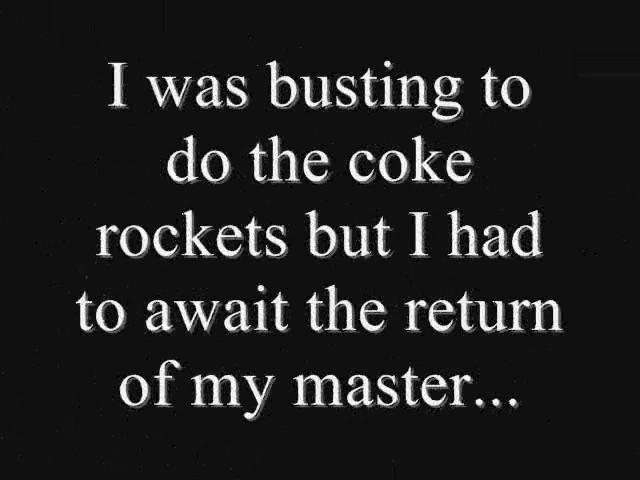 I was busting to
do the coke
rockets but I had
to await the return
of my master...